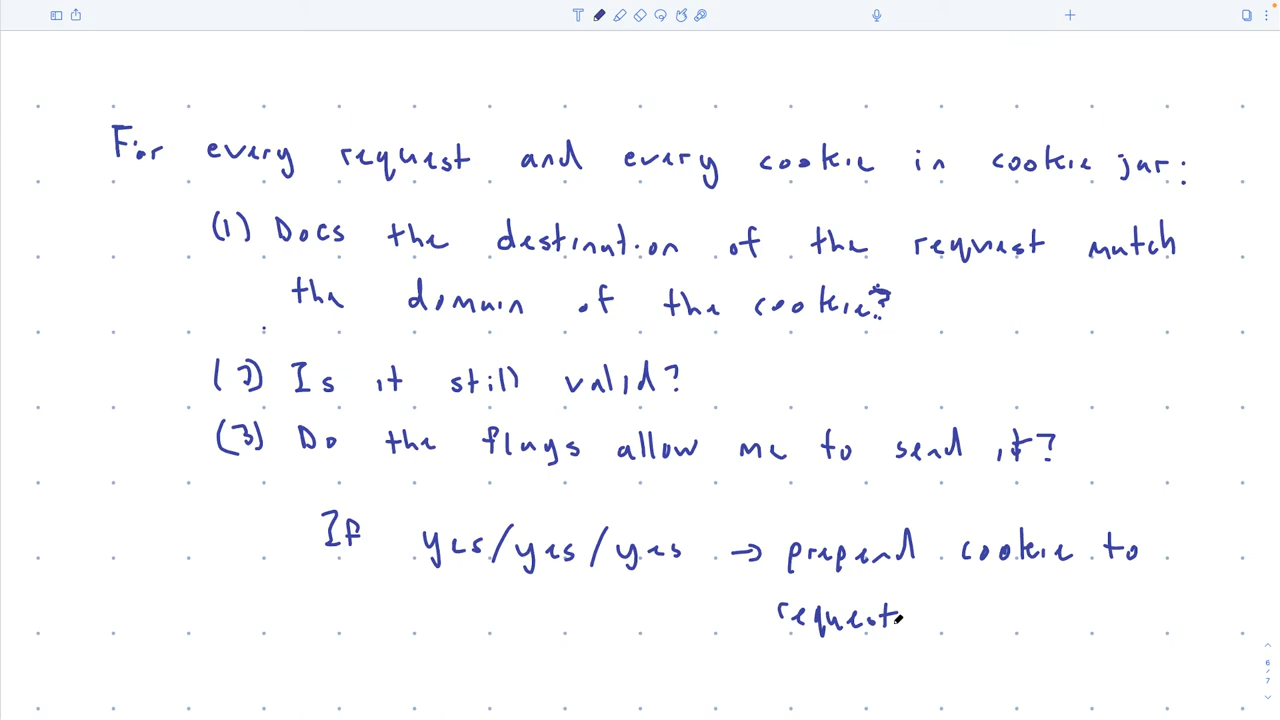 For every request and every cookie in cookie jar:
(1) Does the destination of the request match
the domain of the cookie?
(2) Is it still valid?
(3) Do the flags allow me to send it?
If yes/yes/yes → prepend cookie to
request
6
/
7